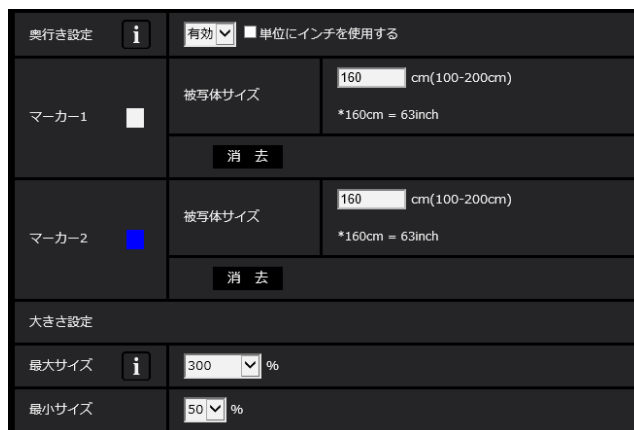 奥行き設定 i 有効 単位にインチを使用する
マーカー1
被写体サイズ
160 cm(100-200cm)
*160cm = 63inch
消 去
マーカー2
被写体サイズ
160 cm(100-200cm)
*160cm = 63inch
消 去
大きさ設定
最大サイズ i 300 %
最小サイズ 50 %